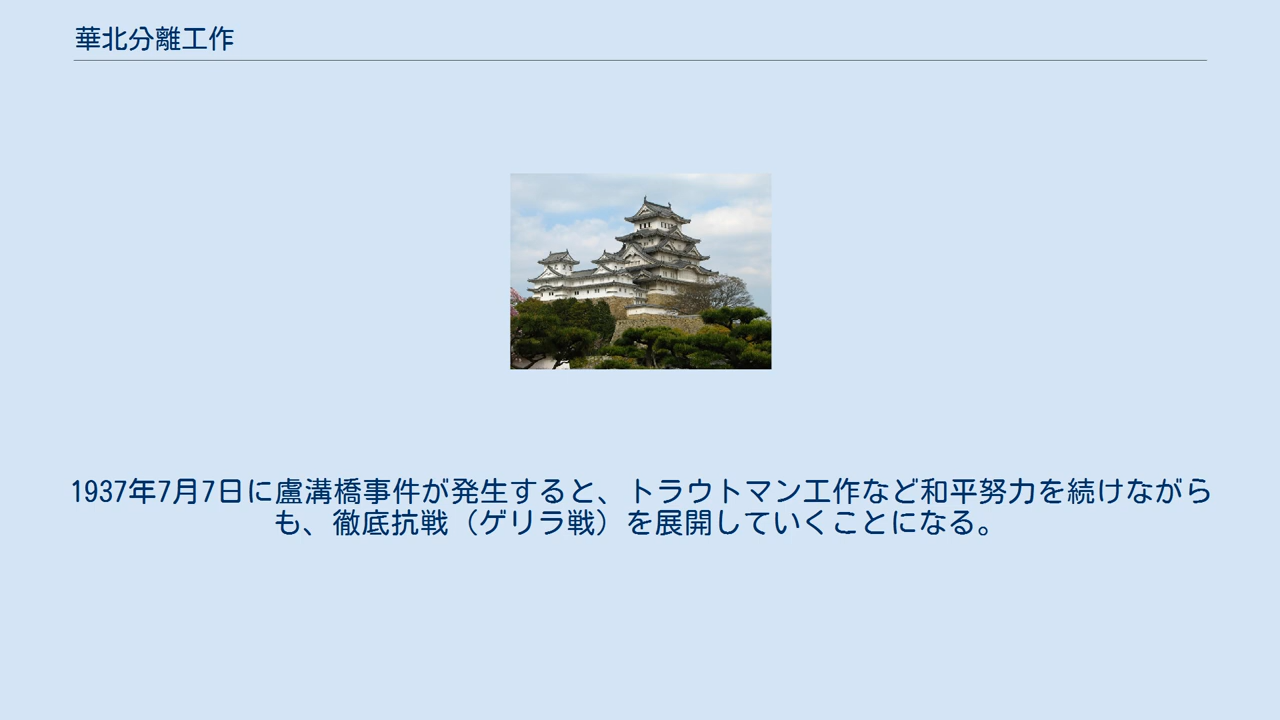 華北分離工作
1937年7月7日に盧溝橋事件が発生すると、トラウトマン工作など和平努力を続けながら
も、徹底抗戦（ゲリラ戦）を展開していくことになる。